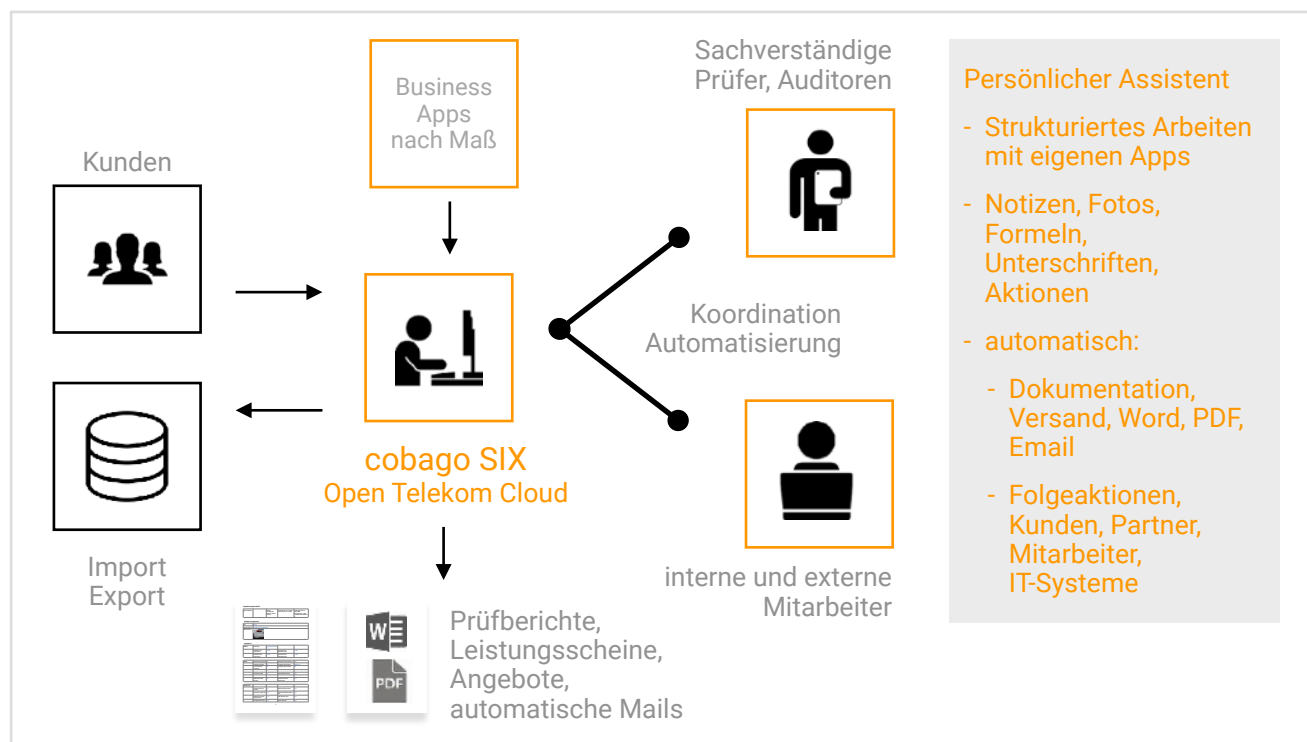 Kunden
Business
Apps
nach Maß
Sachverständige
Prüfer, Auditoren
Koordination
Automatisierung
cobago SIX
Open Telekom Cloud
Import
Export
interne und externe
Mitarbeiter
W
PDF
Prüfberichte,
Leistungsscheine,
Angebote,
automatische Mails
Persönlicher Assistent
- Strukturiertes Arbeiten
mit eigenen Apps
- Notizen, Fotos,
Formeln,
Unterschriften,
Aktionen
- automatisch:
- Dokumentation,
Versand, Word, PDF,
Email
- Folgeaktionen,
Kunden, Partner,
Mitarbeiter,
IT-Systeme